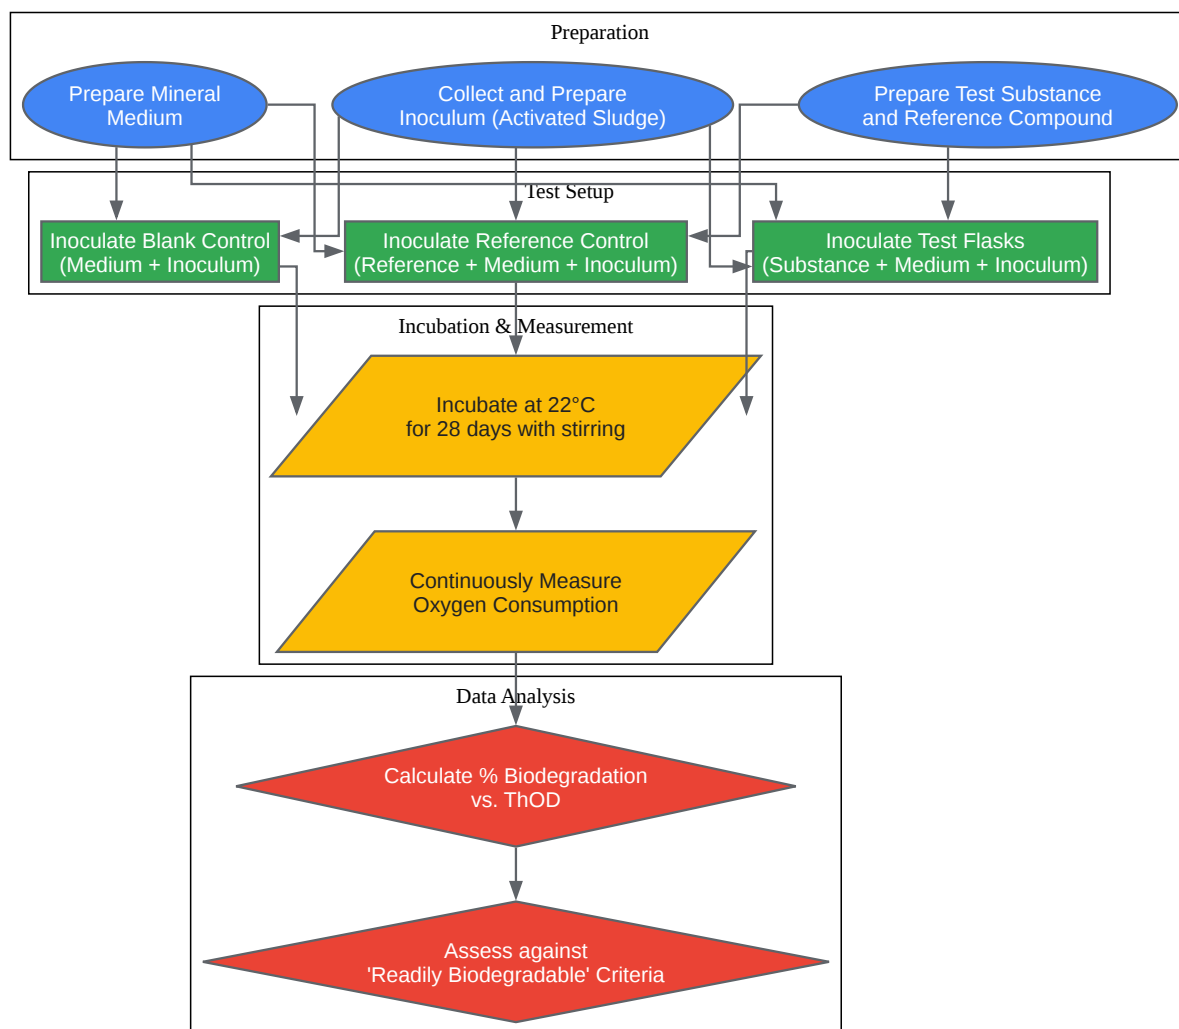 Preparation
Prepare Mineral
Medium
Collect and Prepare
Inoculum (Activated Sludge)
Prepare Test Substance
and Reference Compound
Test Setup
Inoculate Blank Control
(Medium + Inoculum)
Inoculate Reference Control
(Reference + Medium + Inoculum)
Inoculate Test Flasks
(Substance + Medium + Inoculum)
Incubation & Measurement
Incubate at 22°C
for 28 days with stirring
Continuously Measure
Oxygen Consumption
Data Analysis
Calculate % Biodegradation
vs. ThOD
Assess against
'Readily Biodegradable' Criteria